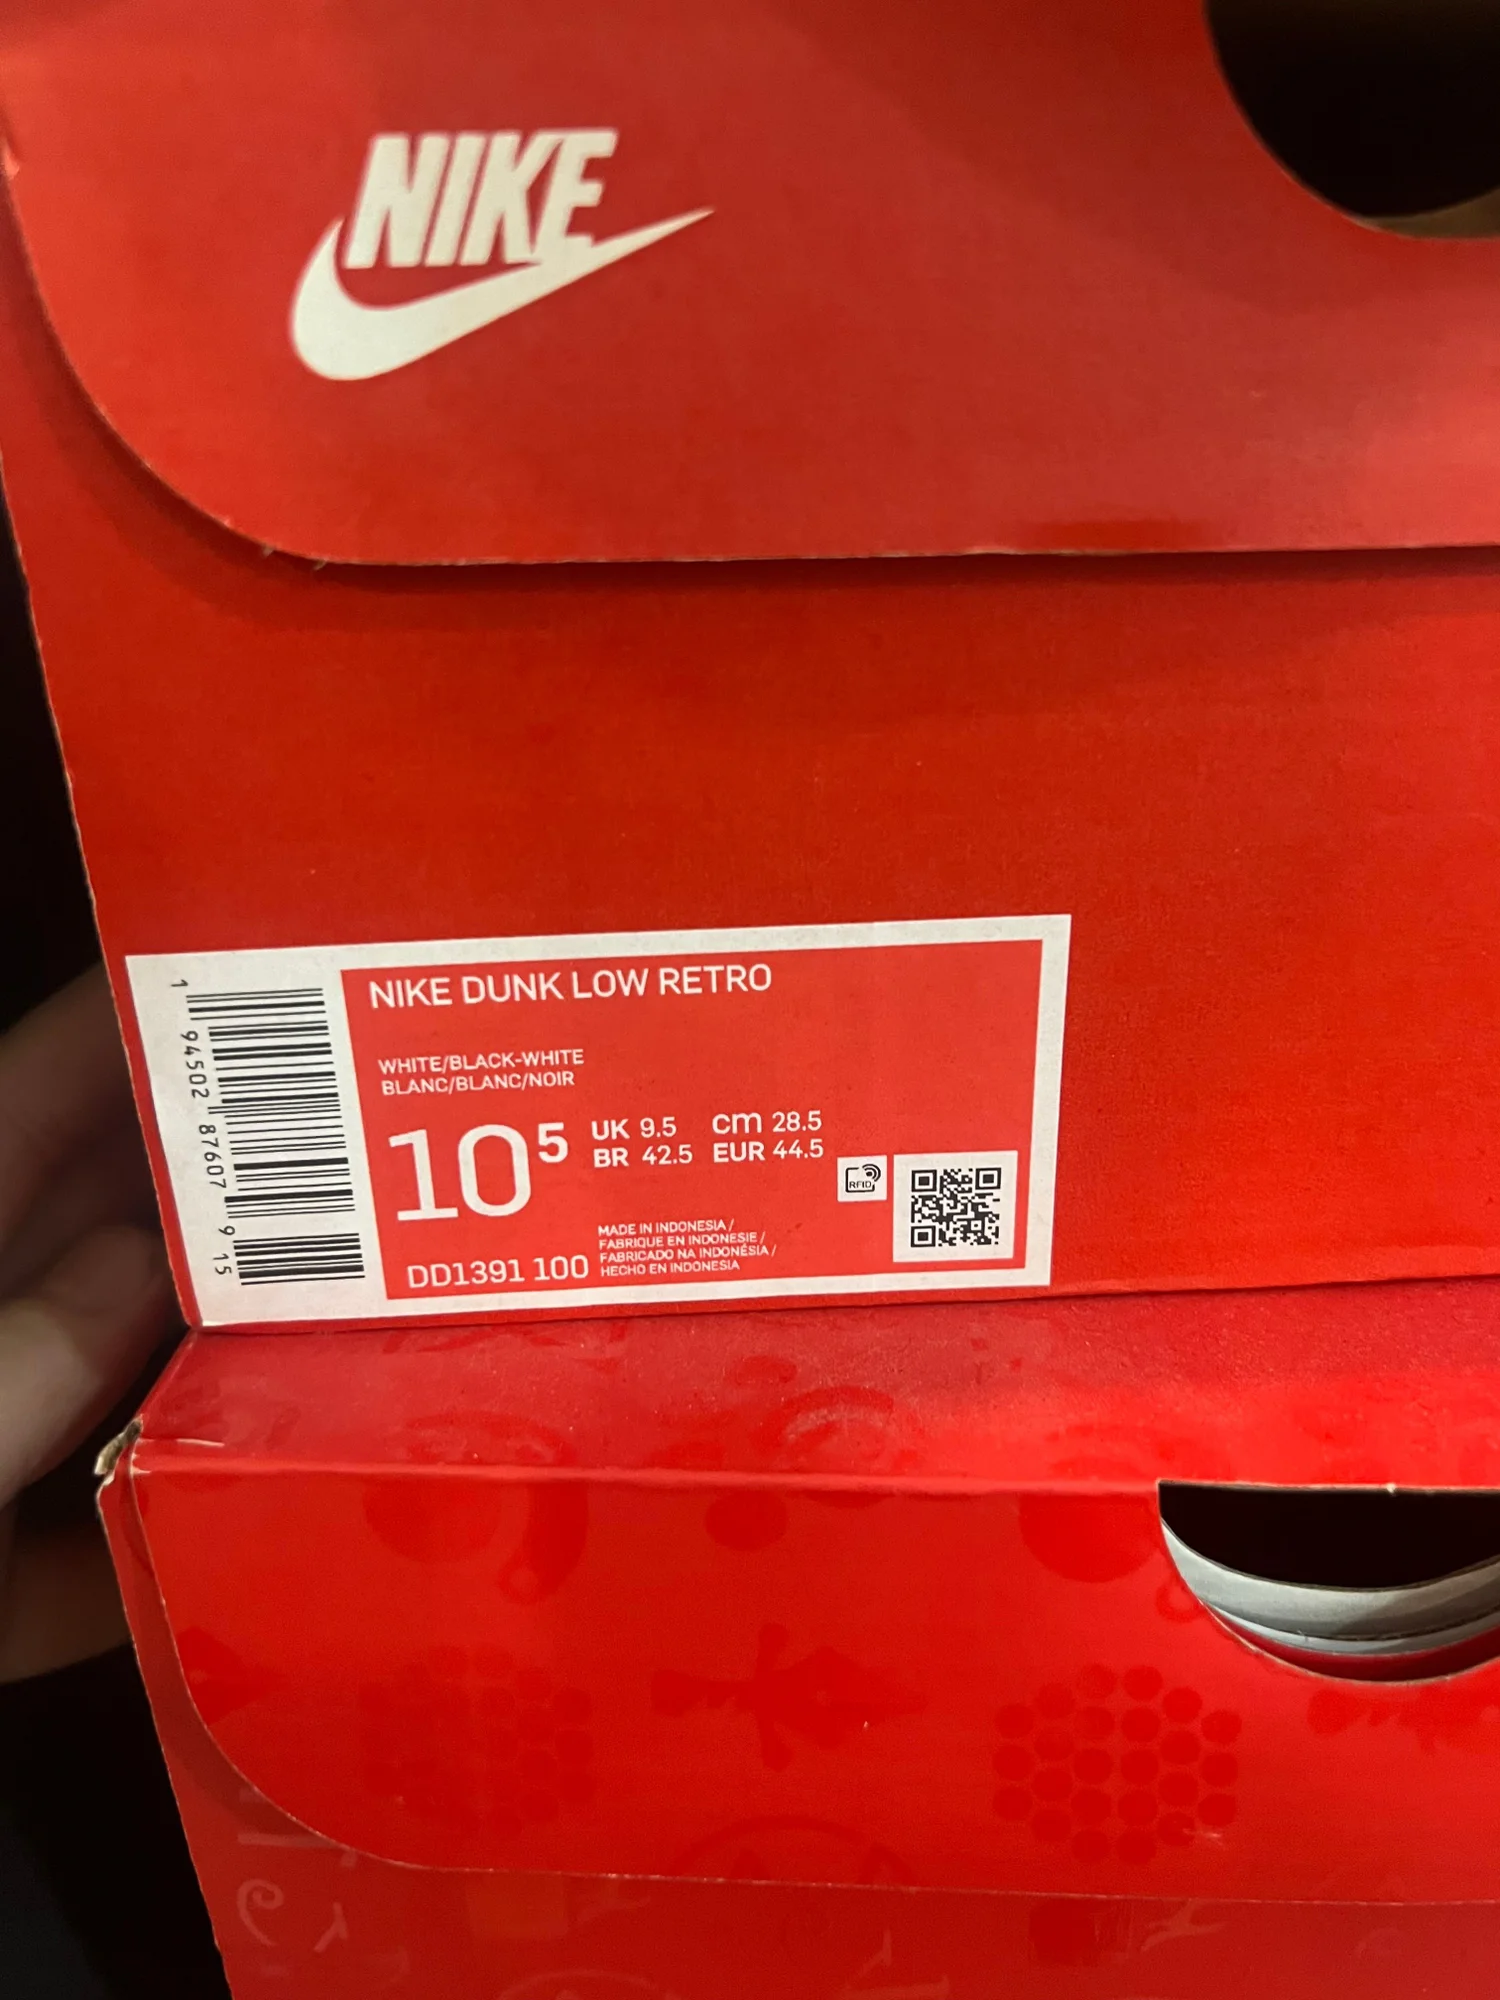 NIKE
NIKE DUNK LOW RETRO
WHITE/BLACK-WHITE
BLANC/BLANC/NOIR
10⁵
UK 9.5 cm 28.5
BR 42.5 EUR 44.5
RFID
DD1391 100
MADE IN INDONESIA /
FABRIQUE EN INDONESIE /
FABRICADO NA INDONÉSIA /
HECHO EN INDONESIA
1 94502 87607 9 15